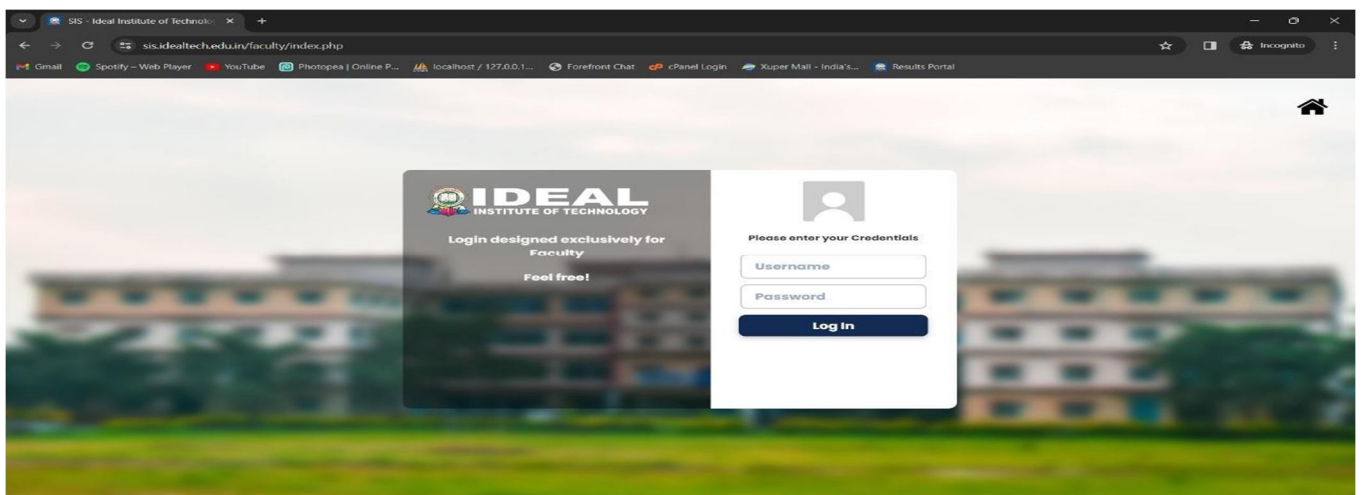 SIS - Ideal Institute of Technolo
sis.idealtech.edu.in/faculty/index.php
Incognito
Gmail
Spotify – Web Player
YouTube
Photopea | Online P...
localhost / 127.0.0.1...
Forefront Chat
cPanel Login
Xuper Mall - India's...
Results Portal
IDEAL
INSTITUTE OF TECHNOLOGY
Login designed exclusively for
Faculty
Feel free!
Please enter your Credentials
Username
Password
Log In